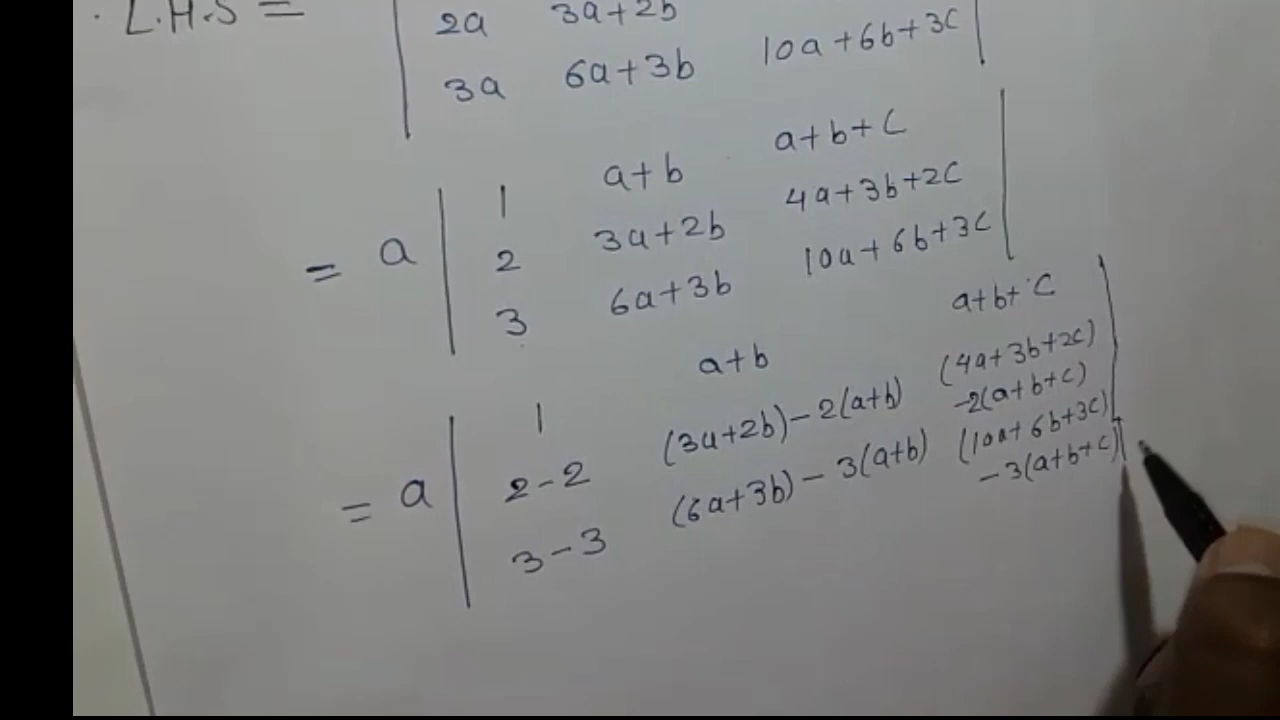 L.H.S =
2a 3a+2b
3a 6a+3b 10a+6b+3c
1 a+b a+b+c
= a 2 3a+2b 4a+3b+2c
3 6a+3b 10a+6b+3c
1 a+b a+b+c
= a 2-2 (3a+2b)-2(a+b) (4a+3b+2c)
-2(a+b+c)
3-3 (6a+3b)-3(a+b) (10a+6b+3c)
-3(a+b+c)